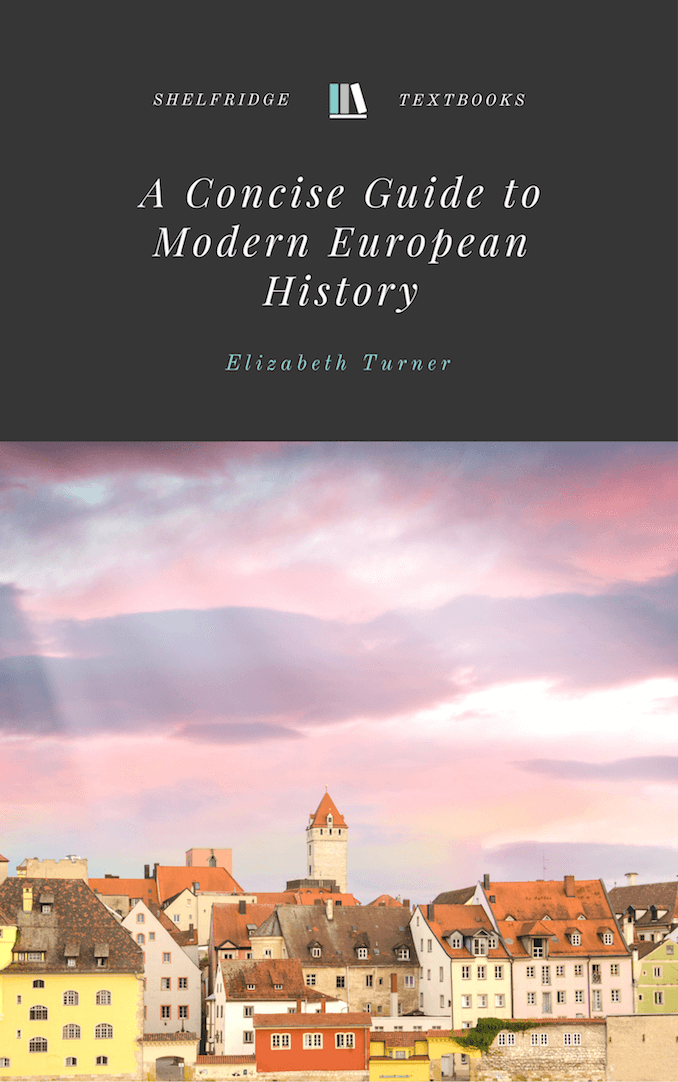 SHELFRIDGE TEXTBOOKS
A Concise Guide to
Modern European
History
Elizabeth Turner